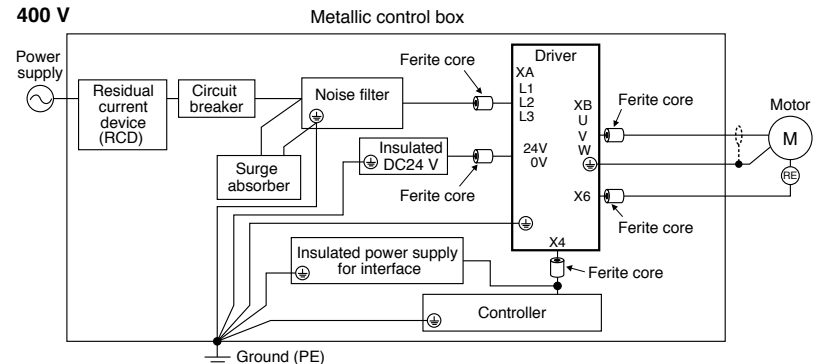 400 V
Metallic control box
Power
supply
Residual
current
device
(RCD)
Circuit
breaker
Noise filter
Surge
absorber
Ferite core
Insulated
DC24 V
Ferite core
Driver
XA
L1
L2
L3
24V
0V
XB
U
V
W
X6
X4
Ferite core
Ferite core
Motor
M
RE
Insulated power supply
for interface
Ferite core
Controller
Ground (PE)